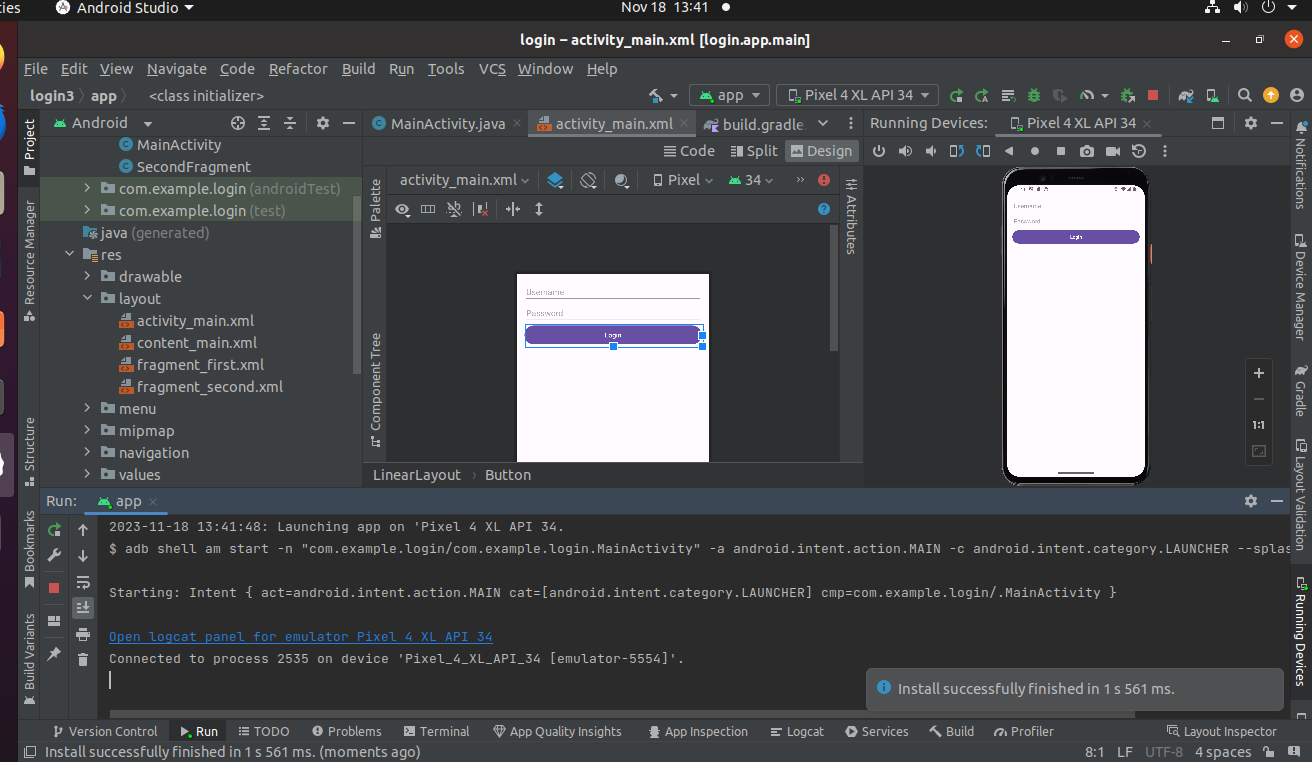 ties Android Studio Nov 18 13:41
login – activity_main.xml [login.app.main]
File Edit View Navigate Code Refactor Build Run Tools VCS Window Help
login3 app <class initializer> app Pixel 4 XL API 34
Project
Android
MainActivity.java activity_main.xml build.gradle
Running Devices: Pixel 4 XL API 34
MainActivity
SecondFragment
com.example.login (androidTest)
com.example.login (test)
java (generated)
res
drawable
layout
activity_main.xml
content_main.xml
fragment_first.xml
fragment_second.xml
menu
mipmap
navigation
values
Code Split Design
activity_main.xml Pixel 34 »
Palette
Component Tree
Attributes
Username
Password
Login
LinearLayout Button
Username
Password
Login
1:1
Resource Manager
Structure
Bookmarks
Build Variants
Notifications
Device Manager
Gradle
Layout Validation
Running Devices
Run: app
2023-11-18 13:41:48: Launching app on 'Pixel 4 XL API 34.
$ adb shell am start -n "com.example.login/com.example.login.MainActivity" -a android.intent.action.MAIN -c android.intent.category.LAUNCHER --splas
Starting: Intent { act=android.intent.action.MAIN cat=[android.intent.category.LAUNCHER] cmp=com.example.login/.MainActivity }
Open logcat panel for emulator Pixel 4 XL API 34
Connected to process 2535 on device 'Pixel_4_XL_API_34 [emulator-5554]'.
Install successfully finished in 1 s 561 ms.
Version Control Run TODO Problems Terminal App Quality Insights App Inspection Logcat Services Build Profiler Layout Inspector
Install successfully finished in 1 s 561 ms. (moments ago) 8:1 LF UTF-8 4 spaces